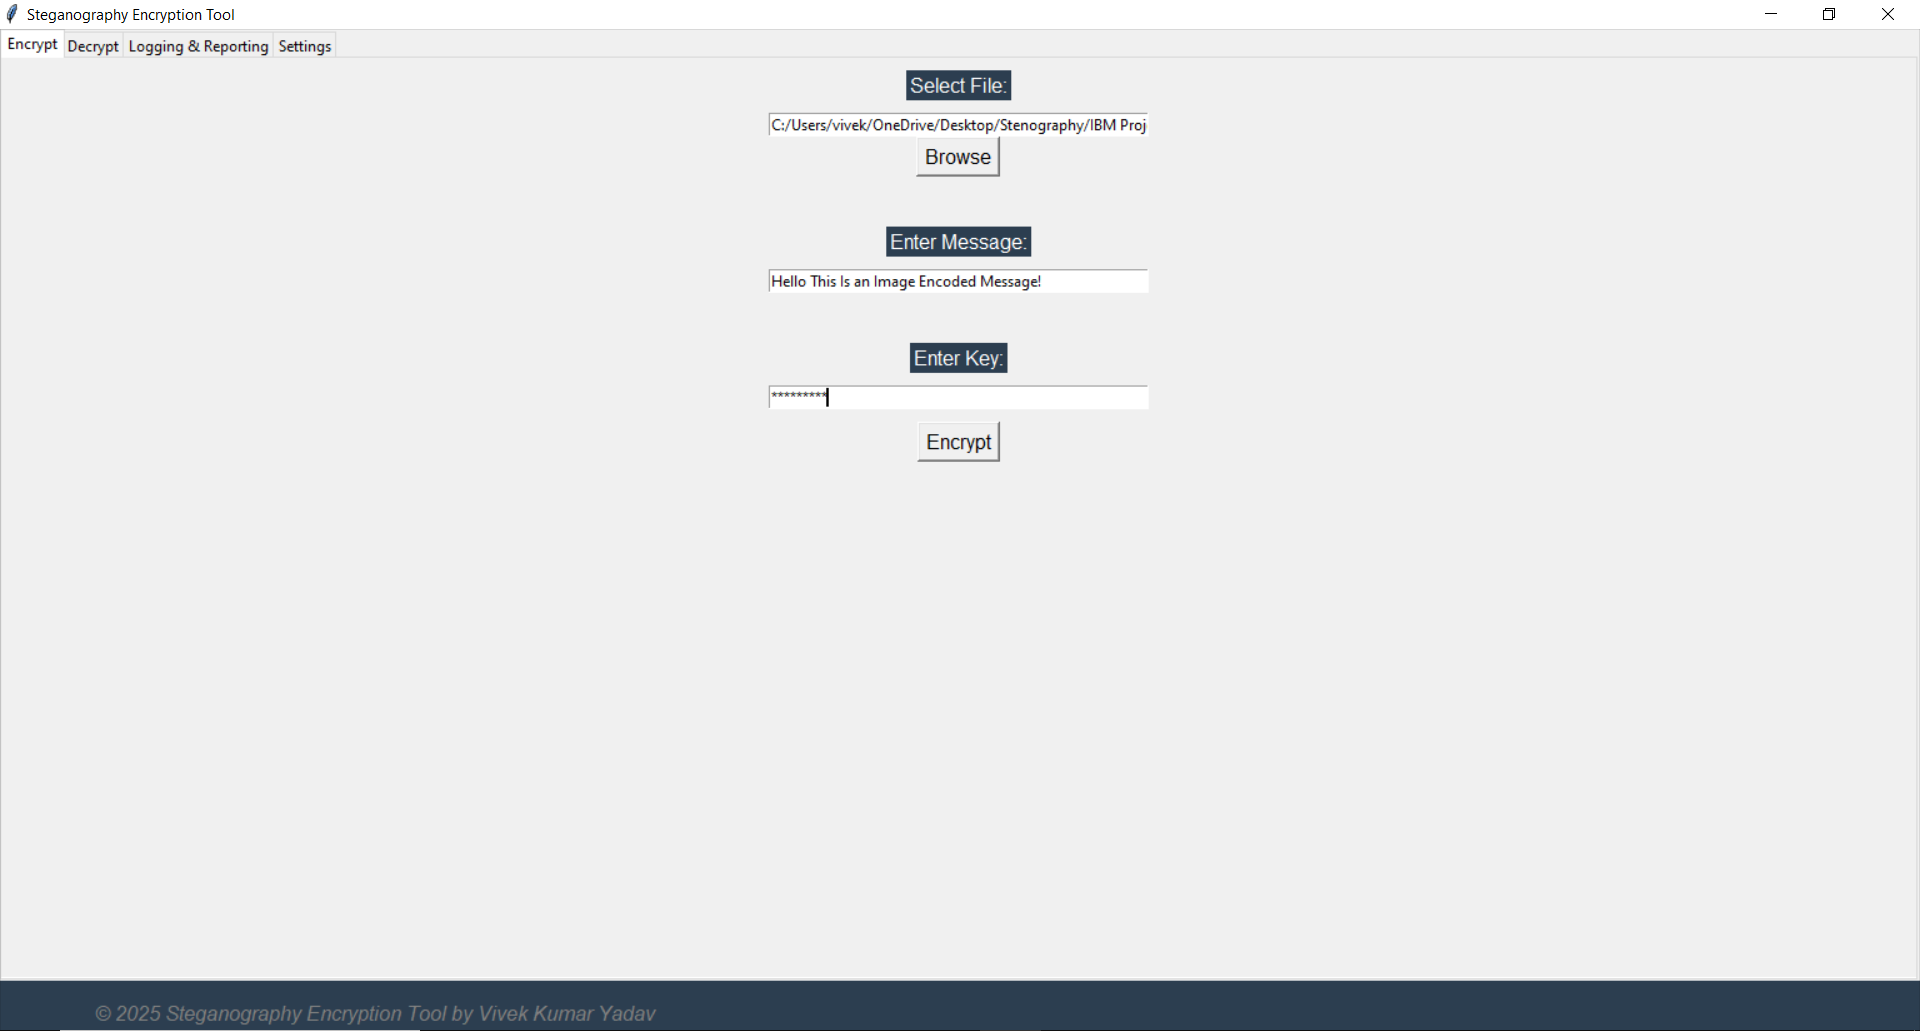 Steganography Encryption Tool
Encrypt Decrypt Logging & Reporting Settings
Select File:
C:/Users/vivek/OneDrive/Desktop/Stenography/IBM Proj
Browse
Enter Message:
Hello This Is an Image Encoded Message!
Enter Key:
*********
Encrypt
© 2025 Steganography Encryption Tool by Vivek Kumar Yadav